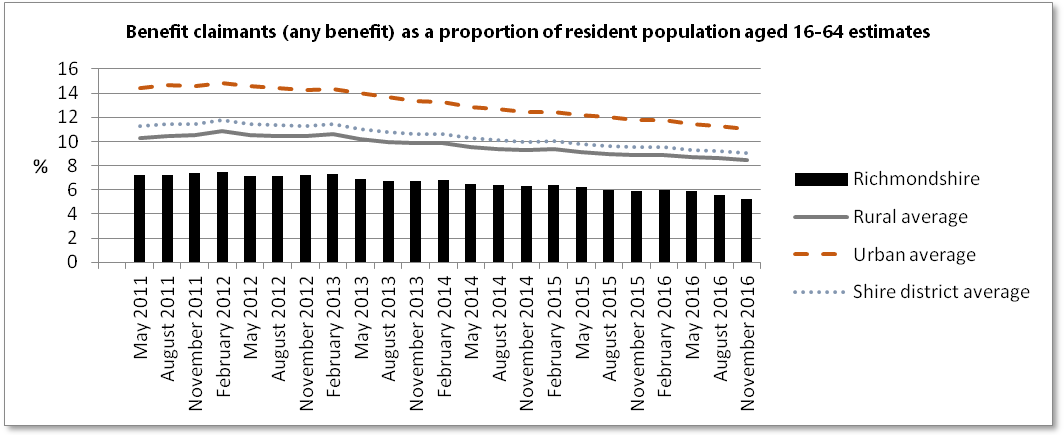 Benefit claimants (any benefit) as a proportion of resident population aged 16-64 estimates
16
14
12
10
8
6
4
2
0
%
May 2011
August 2011
November 2011
February 2012
May 2012
August 2012
November 2012
February 2013
May 2013
August 2013
November 2013
February 2014
May 2014
August 2014
November 2014
February 2015
May 2015
August 2015
November 2015
February 2016
May 2016
August 2016
November 2016
Richmondshire
Rural average
Urban average
Shire district average